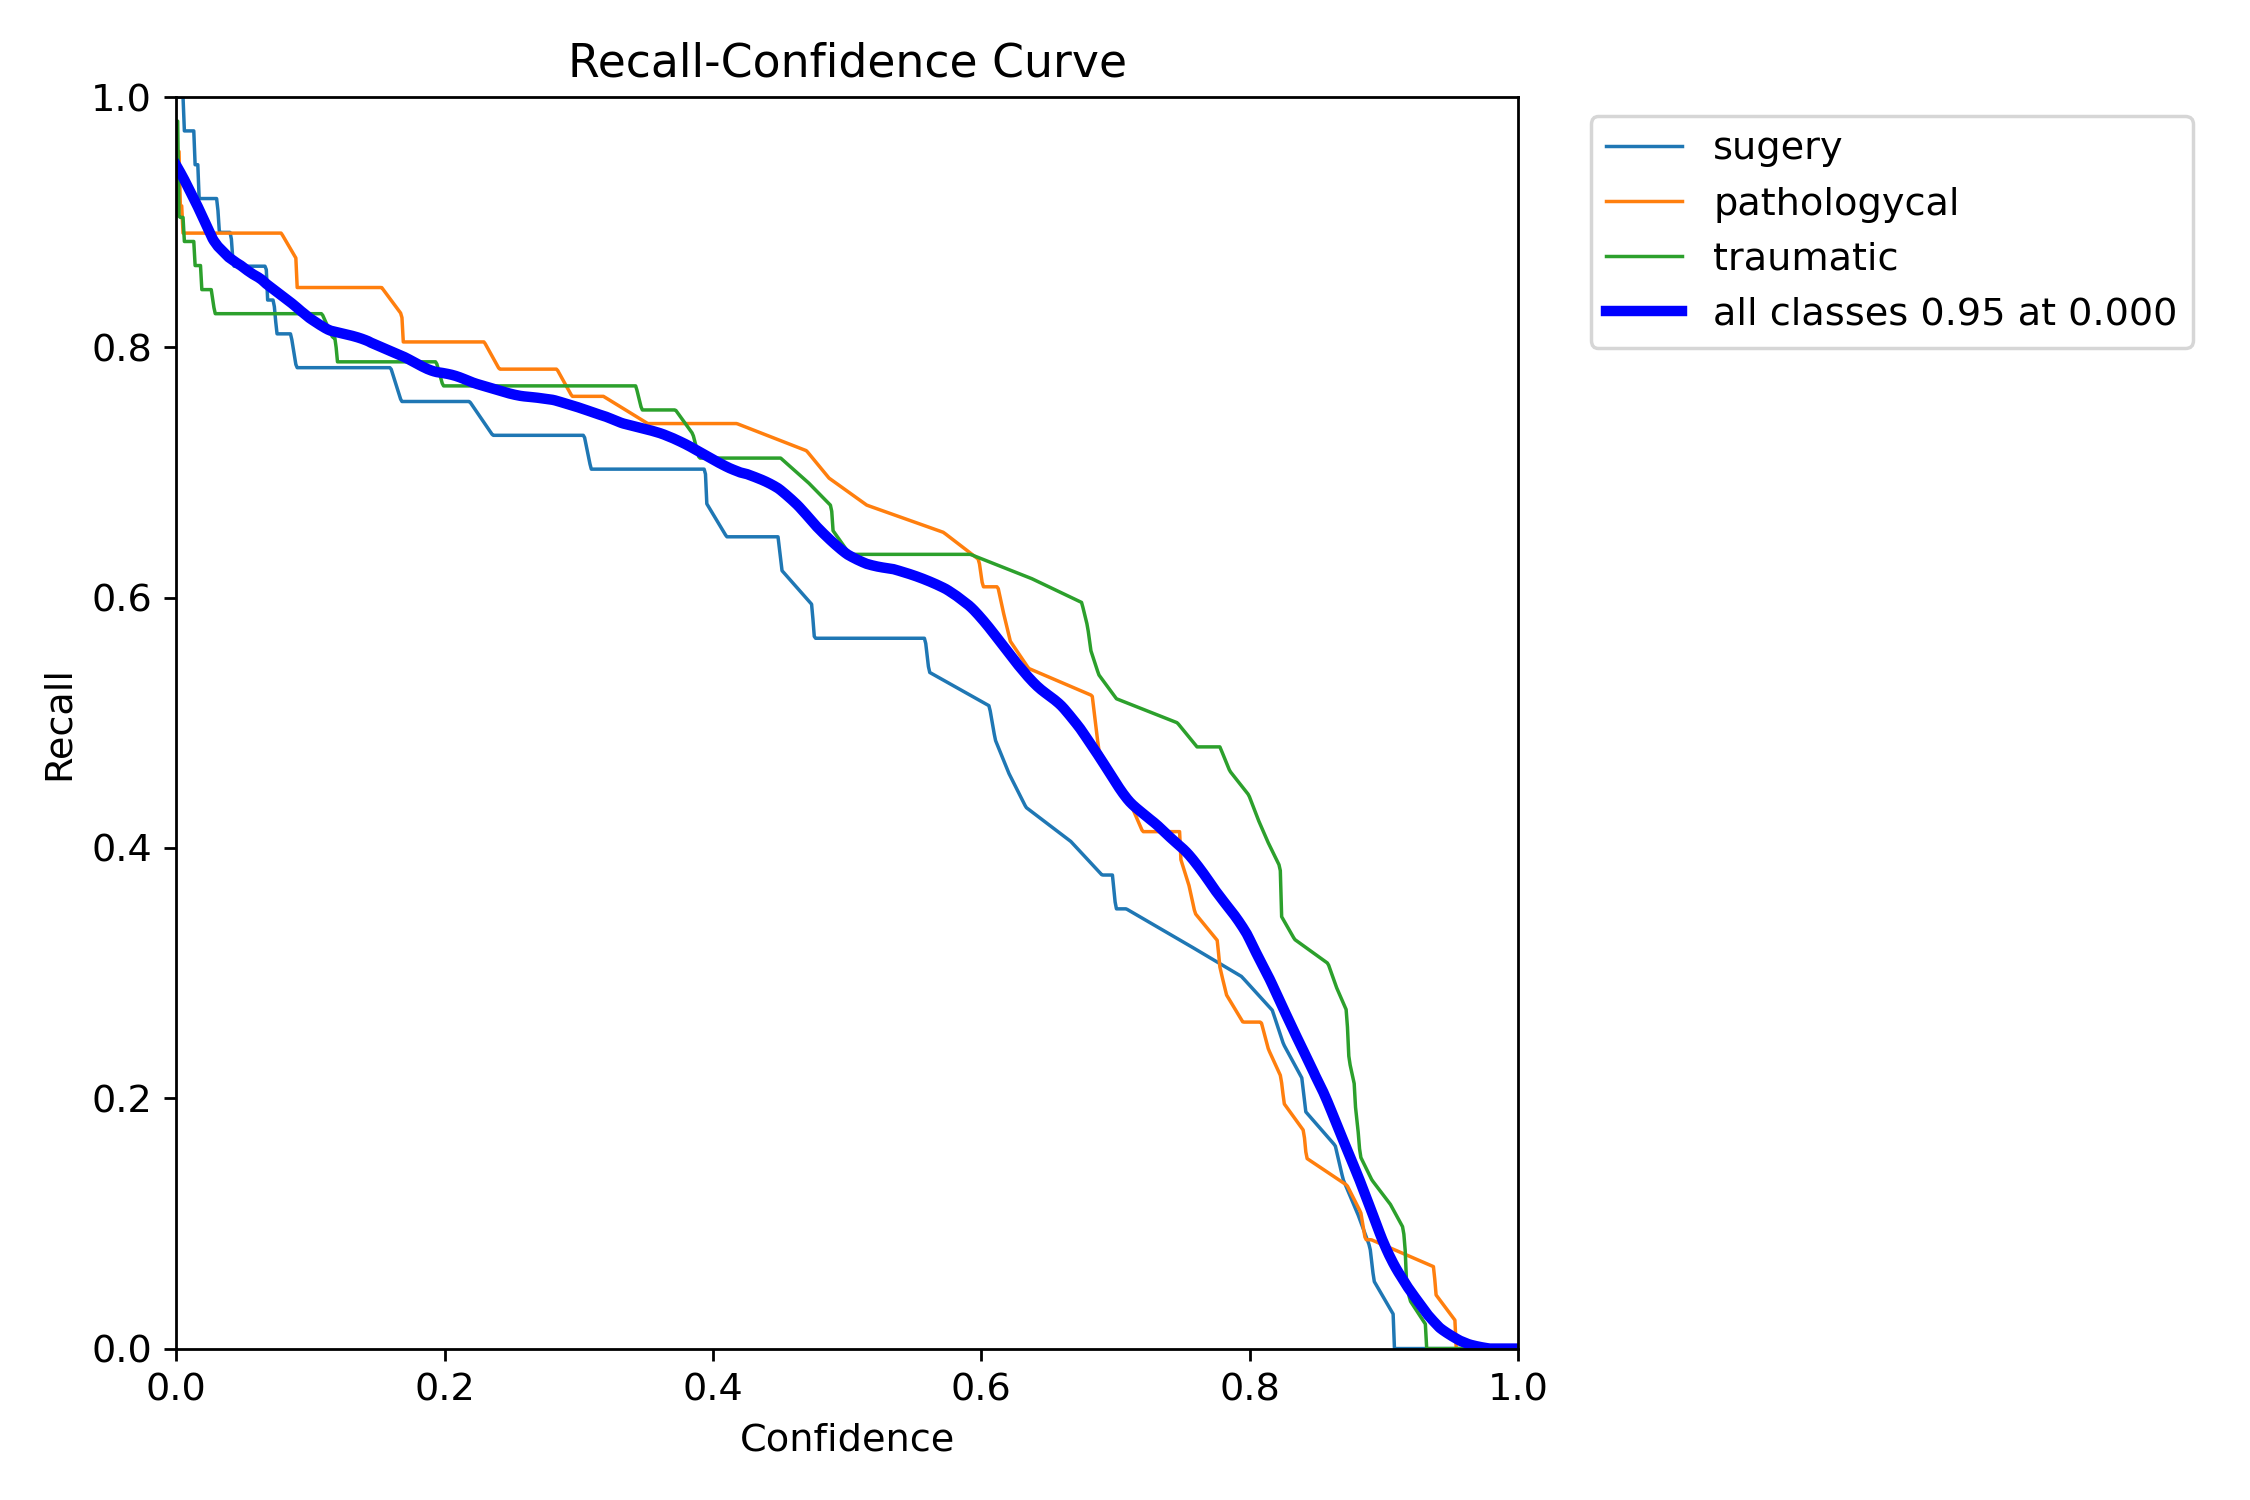 Recall-Confidence Curve
1.0
0.8
0.6
0.4
0.2
0.0
Recall
0.0 0.2 0.4 0.6 0.8 1.0
Confidence
sugery
pathologycal
traumatic
all classes 0.95 at 0.000